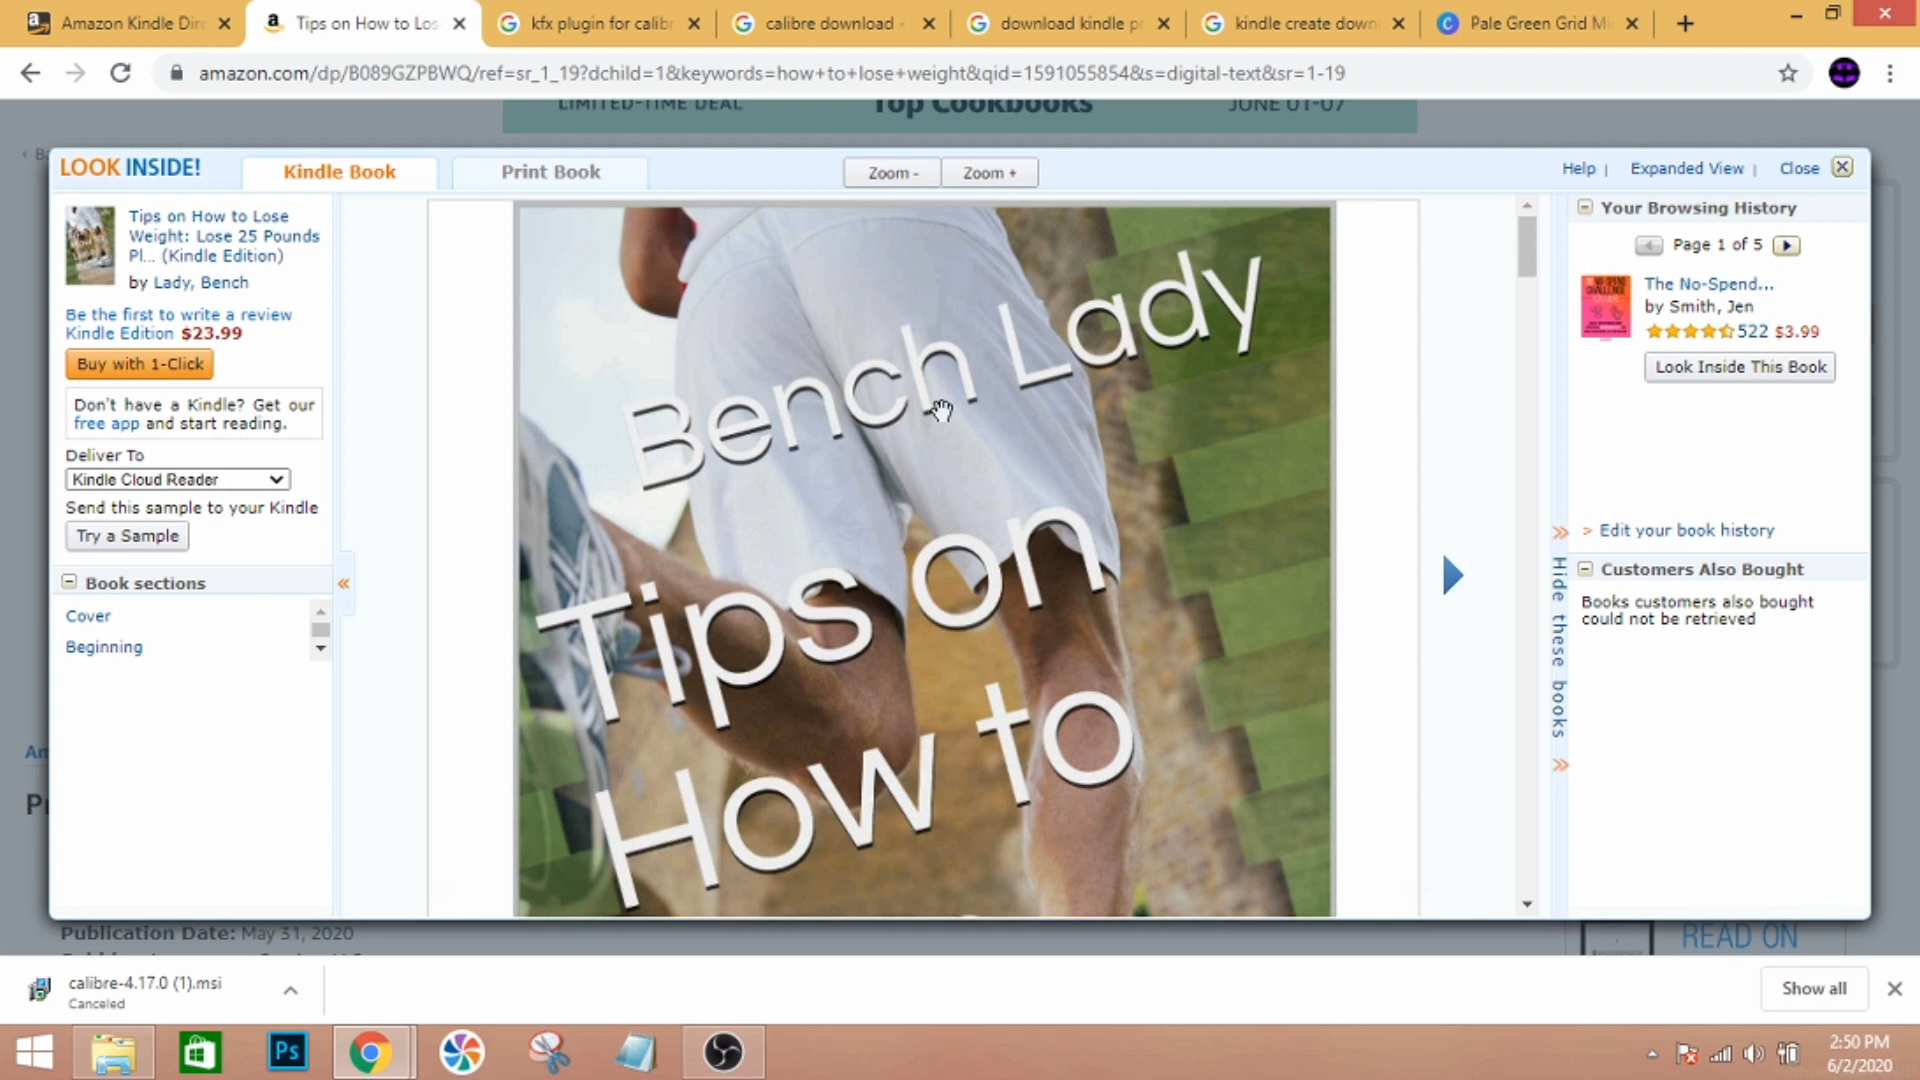 Amazon Kindle Dire
Tips on How to Los
kfx plugin for calibr
calibre download -
download kindle pr
kindle create down
Pale Green Grid Mi
amazon.com/dp/B089GZPBWQ/ref=sr_1_19?dchild=1&keywords=how+to+lose+weight&qid=1591055854&s=digital-text&sr=1-19
LIMITED-TIME DEAL
Top Cookbooks
JUNE 01-07
LOOK INSIDE!
Kindle Book
Print Book
Zoom -
Zoom +
Help |
Expanded View |
Close
Tips on How to Lose
Weight: Lose 25 Pounds
Pl... (Kindle Edition)
by Lady, Bench
Be the first to write a review
Kindle Edition $23.99
Buy with 1-Click
Don't have a Kindle? Get our
free app and start reading.
Deliver To
Kindle Cloud Reader
Send this sample to your Kindle
Try a Sample
Book sections
Cover
Beginning
Bench Lady
Tips on
How to
Hide these books
Your Browsing History
Page 1 of 5
The No-Spend...
by Smith, Jen
522 $3.99
Look Inside This Book
> Edit your book history
Customers Also Bought
Books customers also bought
could not be retrieved
Publication Date: May 31, 2020
READ ON
calibre-4.17.0 (1).msi
Canceled
Show all
Ps
2:50 PM
6/2/2020